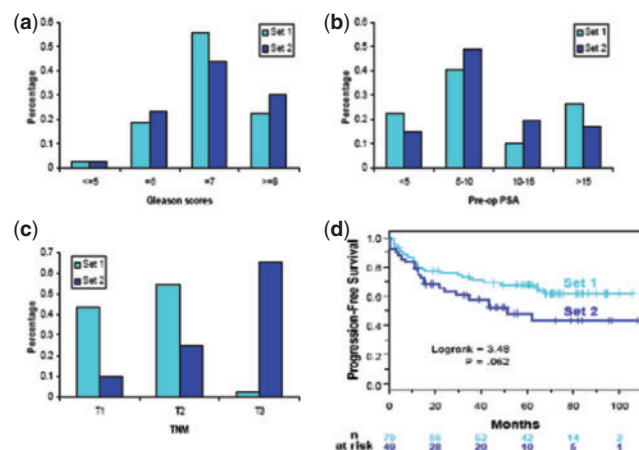 (a)
0.6
0.5
0.4
0.3
0.2
0.1
0
Percentage
Set 1
Set 2
<=5
=6
=7
>=8
Gleason scores
(b)
0.6
0.5
0.4
0.3
0.2
0.1
0
Percentage
Set 1
Set 2
<5
5-10
10-15
>15
Pre-op PSA
(c)
0.7
0.6
0.5
0.4
0.3
0.2
0.1
0
Percentage
Set 1
Set 2
T1
T2
T3
TNM
(d)
1.0
0.8
0.6
0.4
0.2
0.0
Progression-Free Survival
Set 1
Set 2
Logrank = 3.48
P = .062
0 20 40 60 80 100
Months
n 79 56 52 42 14 2
at risk 49 28 20 10 5 1